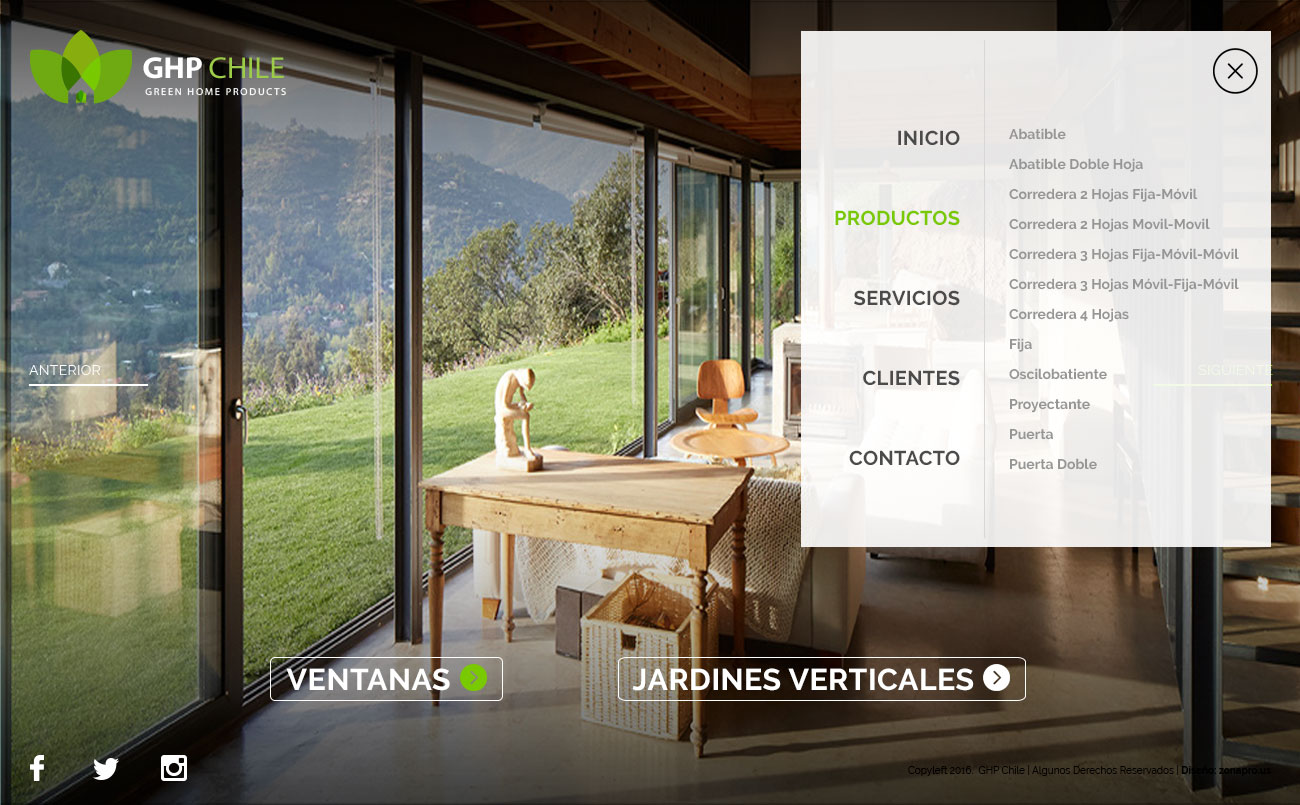 GHP CHILE
GREEN HOME PRODUCTS
INICIO
PRODUCTOS
SERVICIOS
CLIENTES
CONTACTO
Abatible
Abatible Doble Hoja
Corredera 2 Hojas Fija-Móvil
Corredera 2 Hojas Movil-Movil
Corredera 3 Hojas Fija-Móvil-Móvil
Corredera 3 Hojas Móvil-Fija-Móvil
Corredera 4 Hojas
Fija
Oscilobatiente
Proyectante
Puerta
Puerta Doble
ANTERIOR
SIGUIENTE
VENTANAS
JARDINES VERTICALES
Copyleft 2016. GHP Chile | Algunos Derechos Reservados | Diseño: zonapro.us